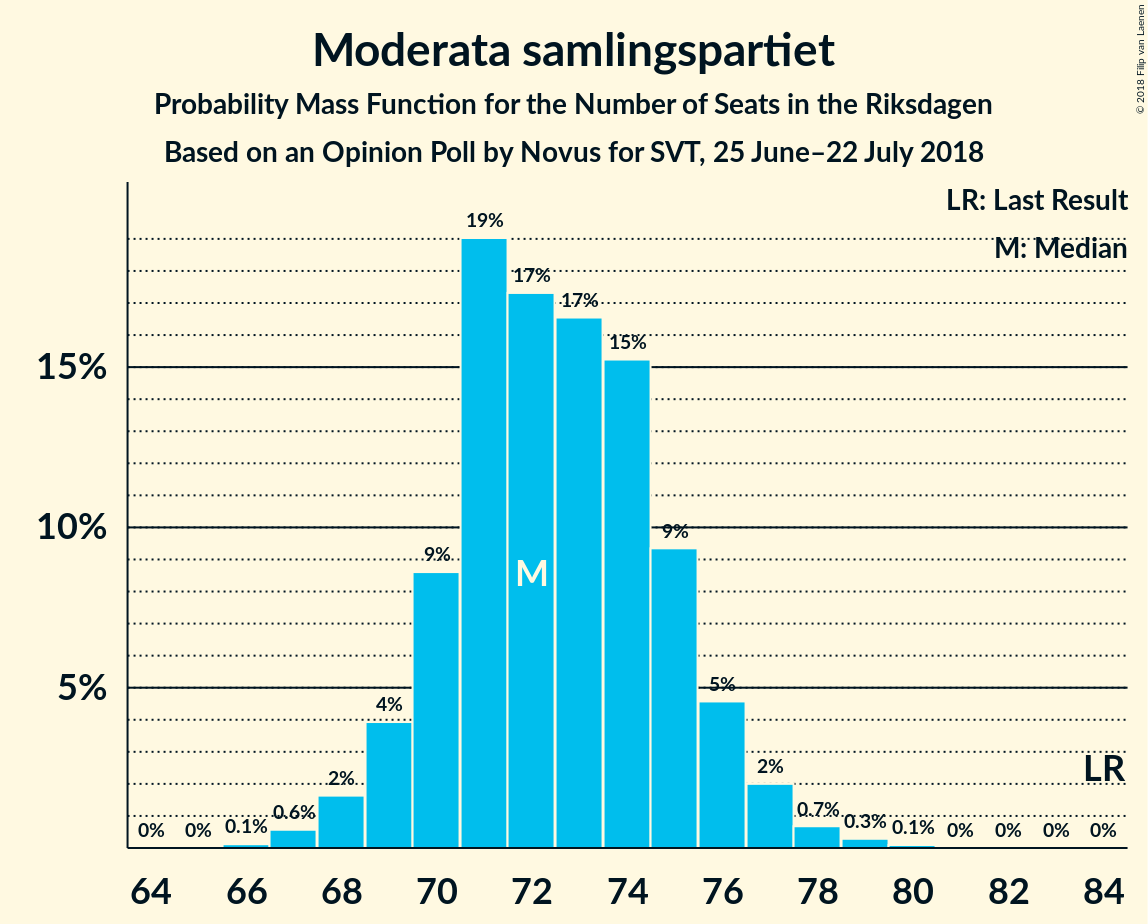 Moderata samlingspartiet
Probability Mass Function for the Number of Seats in the Riksdagen
Based on an Opinion Poll by Novus for SVT, 25 June–22 July 2018
© 2018 Filip van Laenen
LR: Last Result
M: Median
15%
10%
5%
0% 0% 0.1% 0.6% 2% 4% 9% 19% 17% 17% 15% 9% 5% 2% 0.7% 0.3% 0.1% 0% 0% 0% 0%
M
LR
64 66 68 70 72 74 76 78 80 82 84